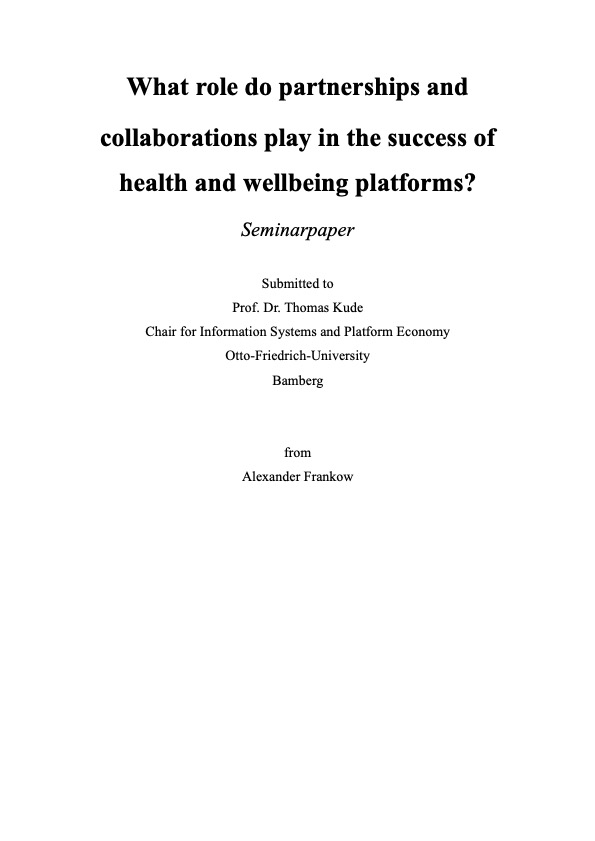 What role do partnerships and
collaborations play in the success of
health and wellbeing platforms?
Seminarpaper
Submitted to
Prof. Dr. Thomas Kude
Chair for Information Systems and Platform Economy
Otto-Friedrich-University
Bamberg
from
Alexander Frankow